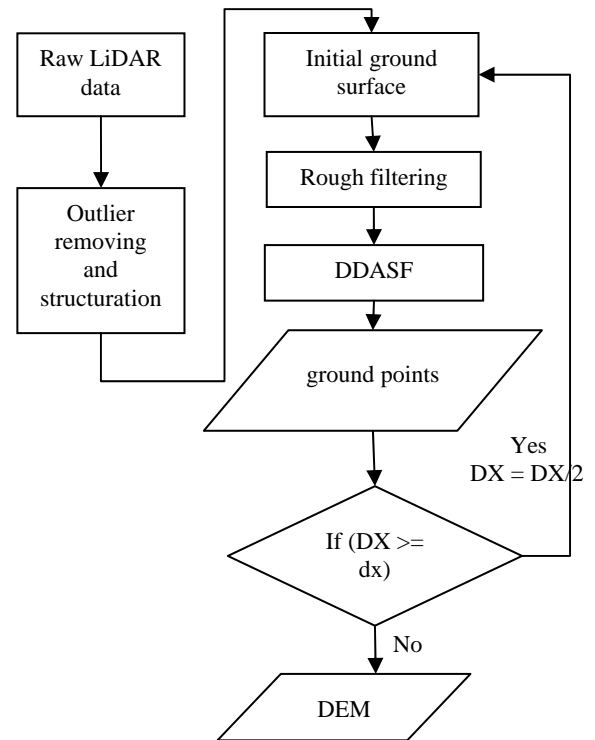 Raw LiDAR
data
Outlier
removing
and
structuration
Initial ground
surface
Rough filtering
DDASF
ground points
Yes
DX = DX/2
If (DX >=
dx)
No
DEM